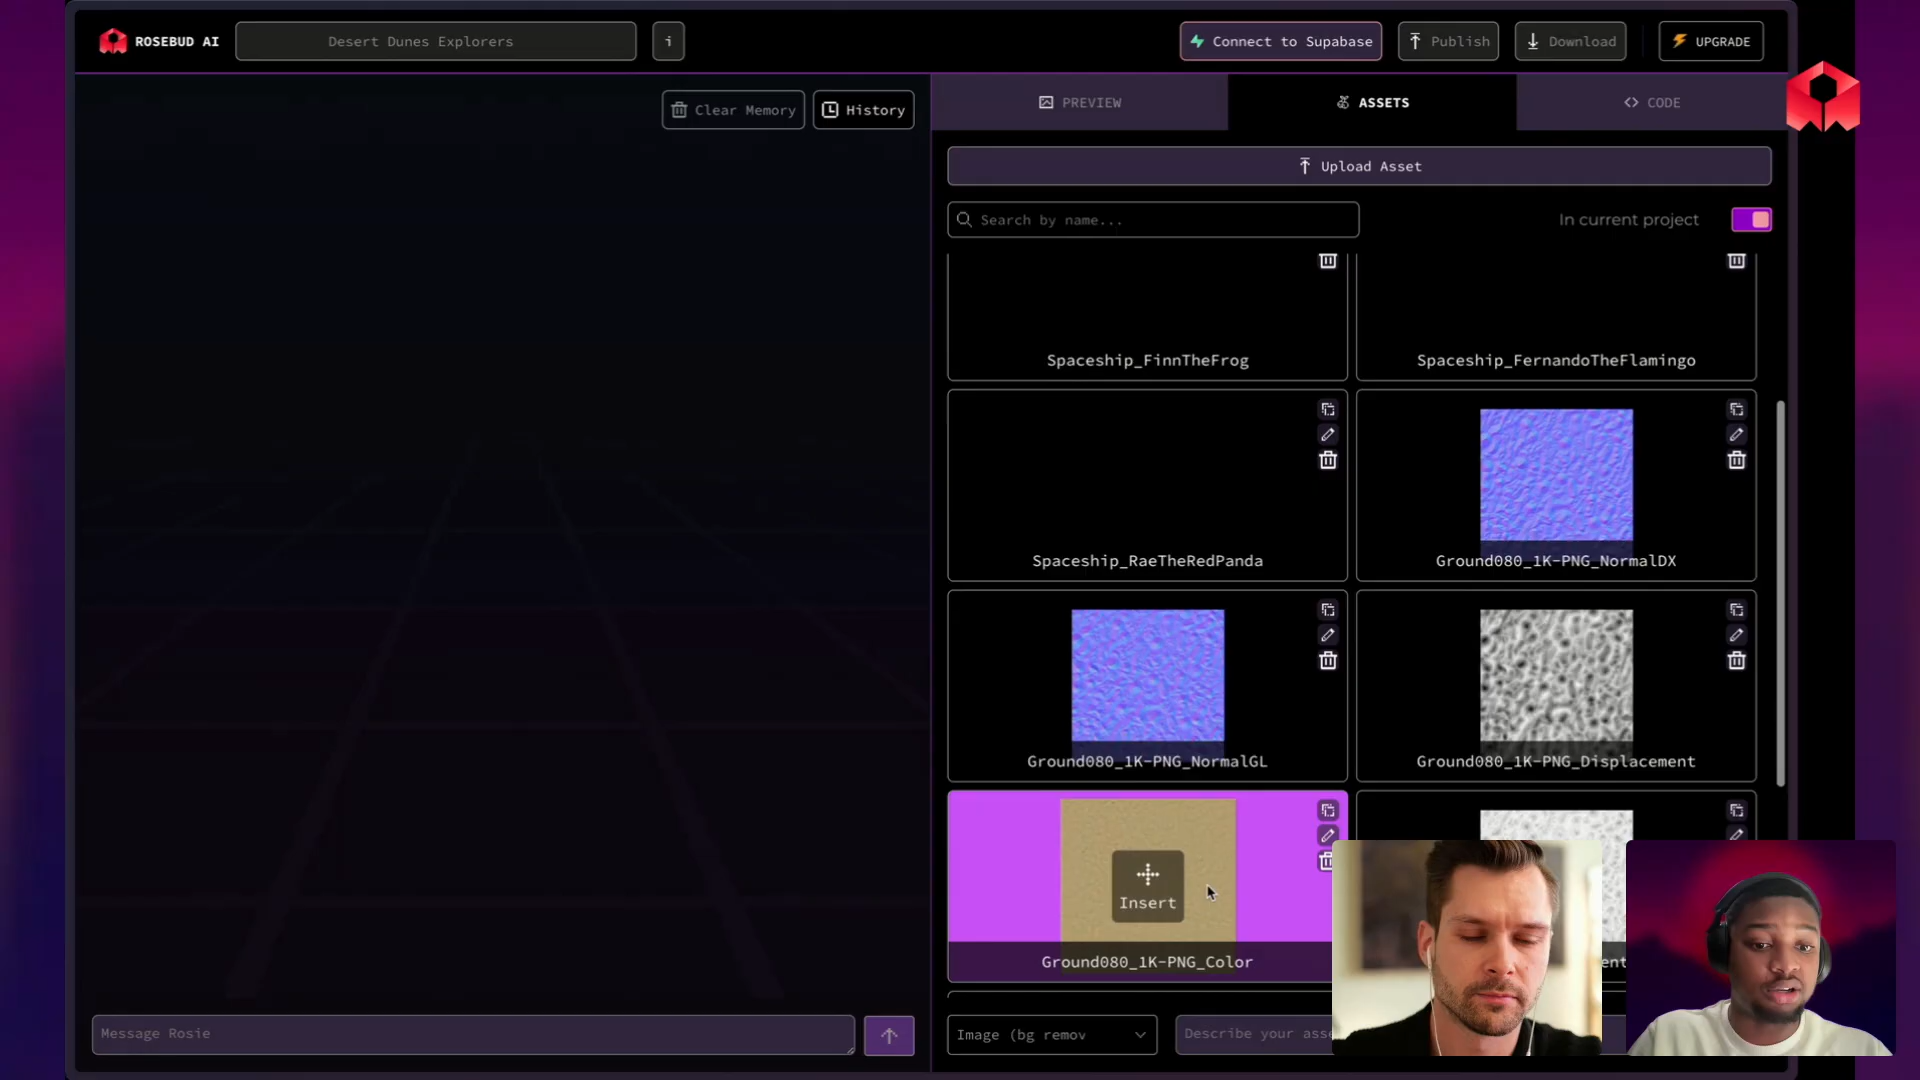 ROSEBUD AI
Desert Dunes Explorers
i
Connect to Supabase
Publish
Download
UPGRADE
Clear Memory
History
PREVIEW
ASSETS
CODE
Upload Asset
Search by name...
In current project
Spaceship_FinnTheFrog
Spaceship_FernandoTheFlamingo
Spaceship_RaeTheRedPanda
Ground080_1K-PNG_NormalDX
Ground080_1K-PNG_NormalGL
Ground080_1K-PNG_Displacement
Insert
Ground080_1K-PNG_Color
Message Rosie
Image (bg remov
Describe your asse